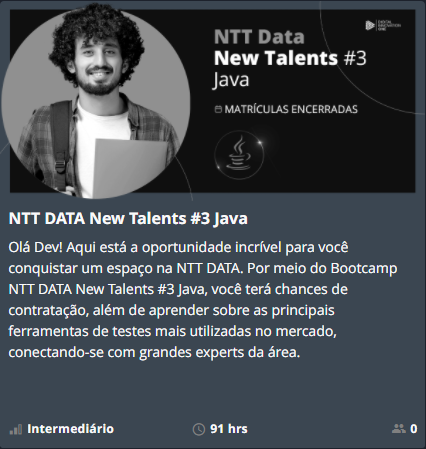 NTT Data
New Talents #3
Java
MATRÍCULAS ENCERRADAS
DIGITAL
INNOVATION
ONE
NTT DATA New Talents #3 Java
Olá Dev! Aqui está a oportunidade incrível para você
conquistar um espaço na NTT DATA. Por meio do Bootcamp
NTT DATA New Talents #3 Java, você terá chances de
contratação, além de aprender sobre as principais
ferramentas de testes mais utilizadas no mercado,
conectando-se com grandes experts da área.
Intermediário
91 hrs
0